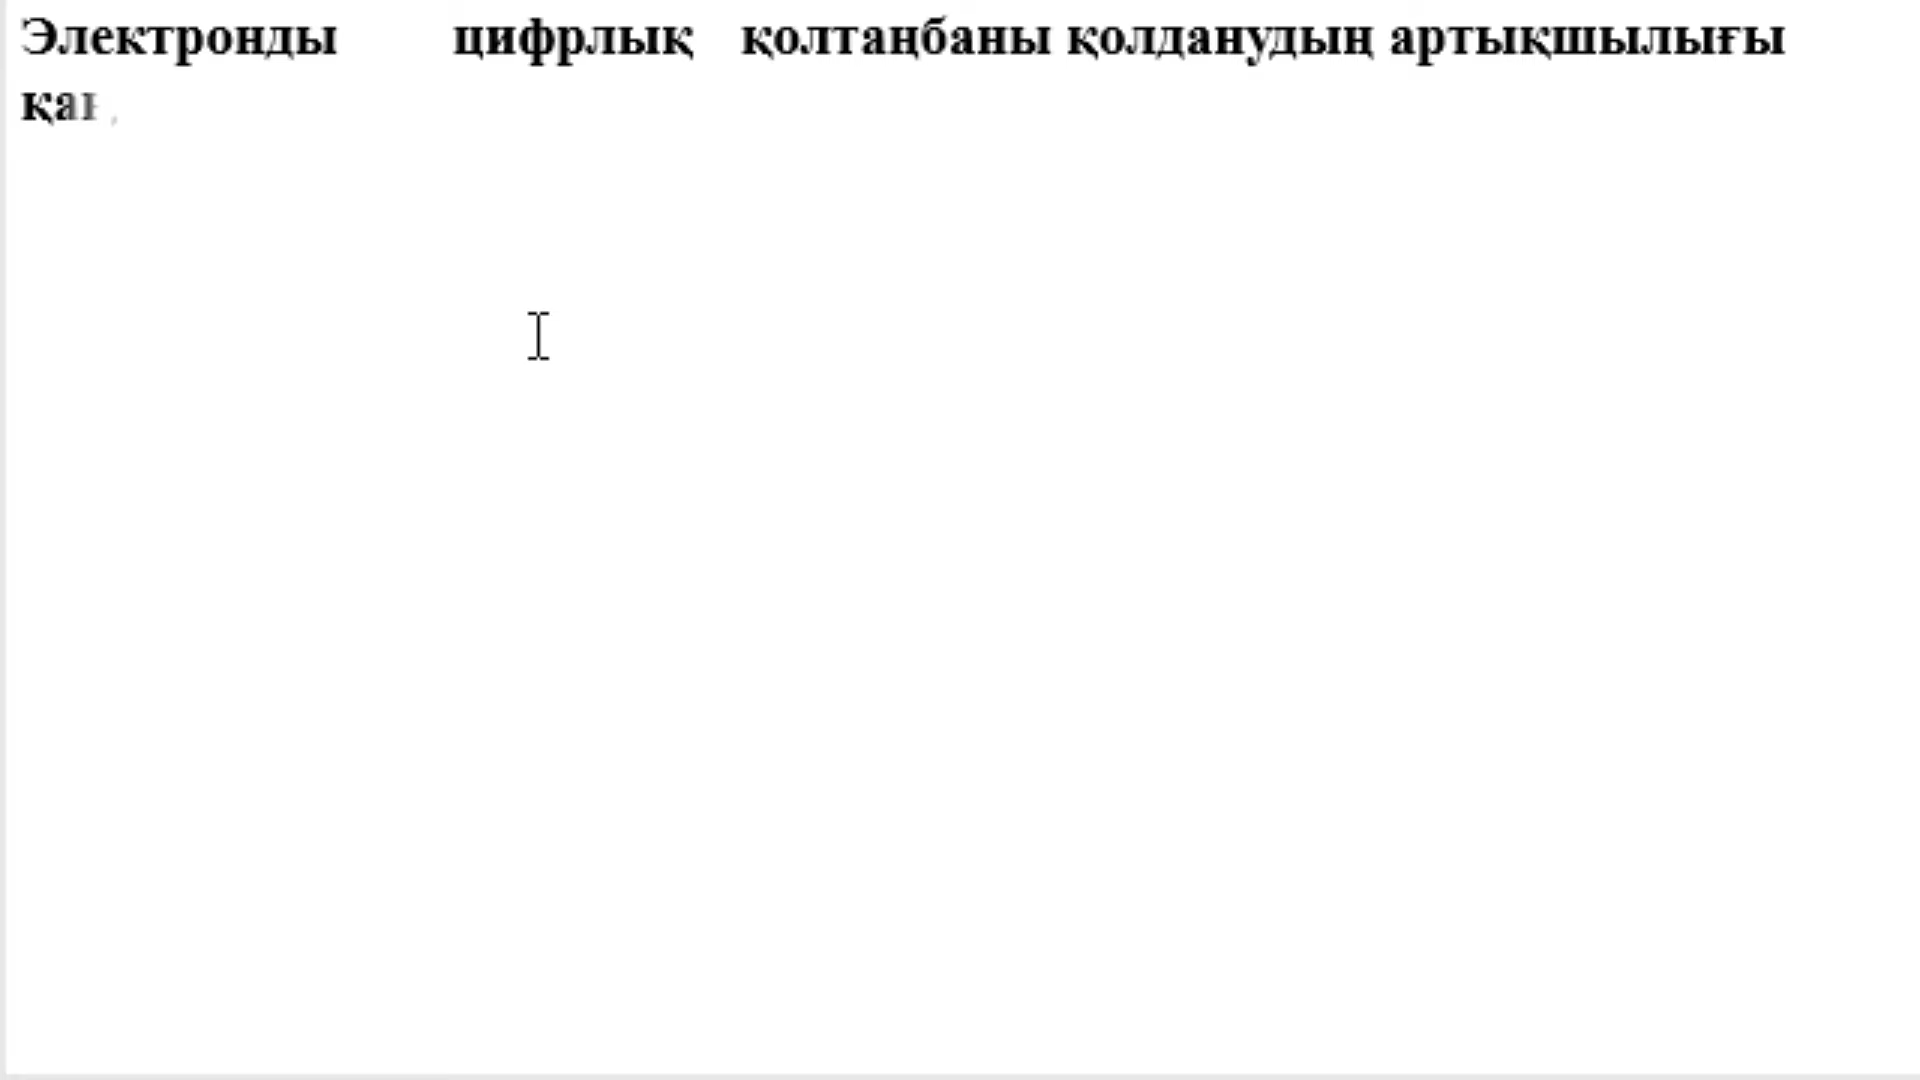 Электронды цифрлық қолтаңбаны қолданудың артықшылығы